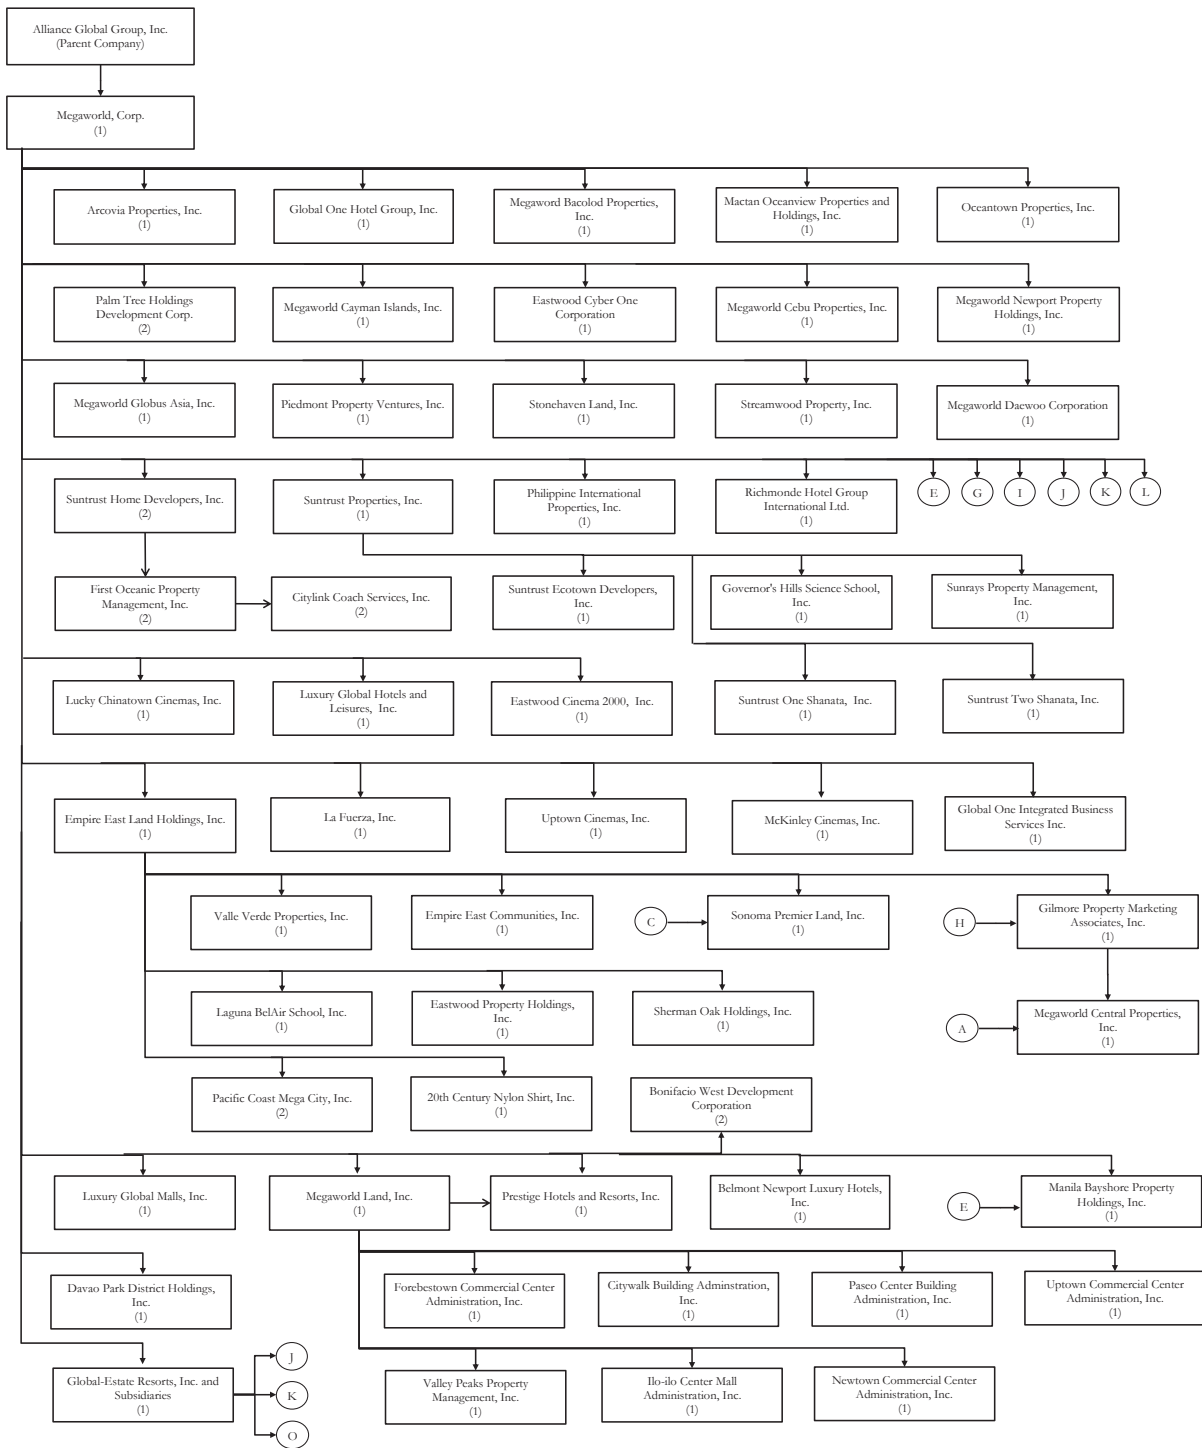 Alliance Global Group, Inc.
(Parent Company)
Megaworld, Corp.
(1)
Arcovia Properties, Inc.
(1)
Global One Hotel Group, Inc.
(1)
Megaword Bacolod Properties,
Inc.
(1)
Mactan Oceanview Properties and
Holdings, Inc.
(1)
Oceantown Properties, Inc.
(1)
Palm Tree Holdings
Development Corp.
(2)
Megaworld Cayman Islands, Inc.
(1)
Eastwood Cyber One
Corporation
(1)
Megaworld Cebu Properties, Inc.
(1)
Megaworld Newport Property
Holdings, Inc.
(1)
Megaworld Globus Asia, Inc.
(1)
Piedmont Property Ventures, Inc.
(1)
Stonehaven Land, Inc.
(1)
Streamwood Property, Inc.
(1)
Megaworld Daewoo Corporation
(1)
Suntrust Home Developers, Inc.
(2)
Suntrust Properties, Inc.
(1)
Philippine International
Properties, Inc.
(1)
Richmonde Hotel Group
International Ltd.
(1)
E
G
I
J
K
L
First Oceanic Property
Management, Inc.
(2)
Citylink Coach Services, Inc.
(2)
Suntrust Ecotown Developers,
Inc.
(1)
Governor's Hills Science School,
Inc.
(1)
Sunrays Property Management,
Inc.
(1)
Lucky Chinatown Cinemas, Inc.
(1)
Luxury Global Hotels and
Leisures, Inc.
(1)
Eastwood Cinema 2000, Inc.
(1)
Suntrust One Shanata, Inc.
(1)
Suntrust Two Shanata, Inc.
(1)
Empire East Land Holdings, Inc.
(1)
La Fuerza, Inc.
(1)
Uptown Cinemas, Inc.
(1)
McKinley Cinemas, Inc.
(1)
Global One Integrated Business
Services Inc.
(1)
Valle Verde Properties, Inc.
(1)
Empire East Communities, Inc.
(1)
C
Sonoma Premier Land, Inc.
(1)
H
Gilmore Property Marketing
Associates, Inc.
(1)
Laguna BelAir School, Inc.
(1)
Eastwood Property Holdings,
Inc.
(1)
Sherman Oak Holdings, Inc.
(1)
A
Megaworld Central Properties,
Inc.
(1)
Pacific Coast Mega City, Inc.
(2)
20th Century Nylon Shirt, Inc.
(1)
Bonifacio West Development
Corporation
(2)
Luxury Global Malls, Inc.
(1)
Megaworld Land, Inc.
(1)
Prestige Hotels and Resorts, Inc.
(1)
Belmont Newport Luxury Hotels,
Inc.
(1)
E
Manila Bayshore Property
Holdings, Inc.
(1)
Davao Park District Holdings,
Inc.
(1)
Forebestown Commercial Center
Administration, Inc.
(1)
Citywalk Building Adminstration,
Inc.
(1)
Paseo Center Building
Administration, Inc.
(1)
Uptown Commercial Center
Administration, Inc.
(1)
Global-Estate Resorts, Inc. and
Subsidiaries
(1)
J
K
O
Valley Peaks Property
Management, Inc.
(1)
Ilo-ilo Center Mall
Administration, Inc.
(1)
Newtown Commercial Center
Administration, Inc.
(1)